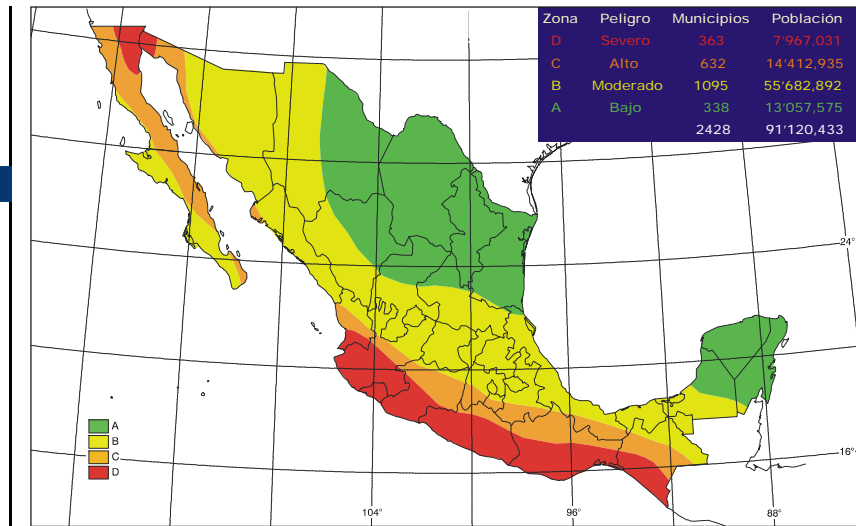 Zona Peligro Municipios Población
D Severo 363 7'967,031
C Alto 632 14'412,935
B Moderado 1095 55'682,892
A Bajo 338 13'057,575
2428 91'120,433
24°
A
B
C
D
16°
104° 96° 88°